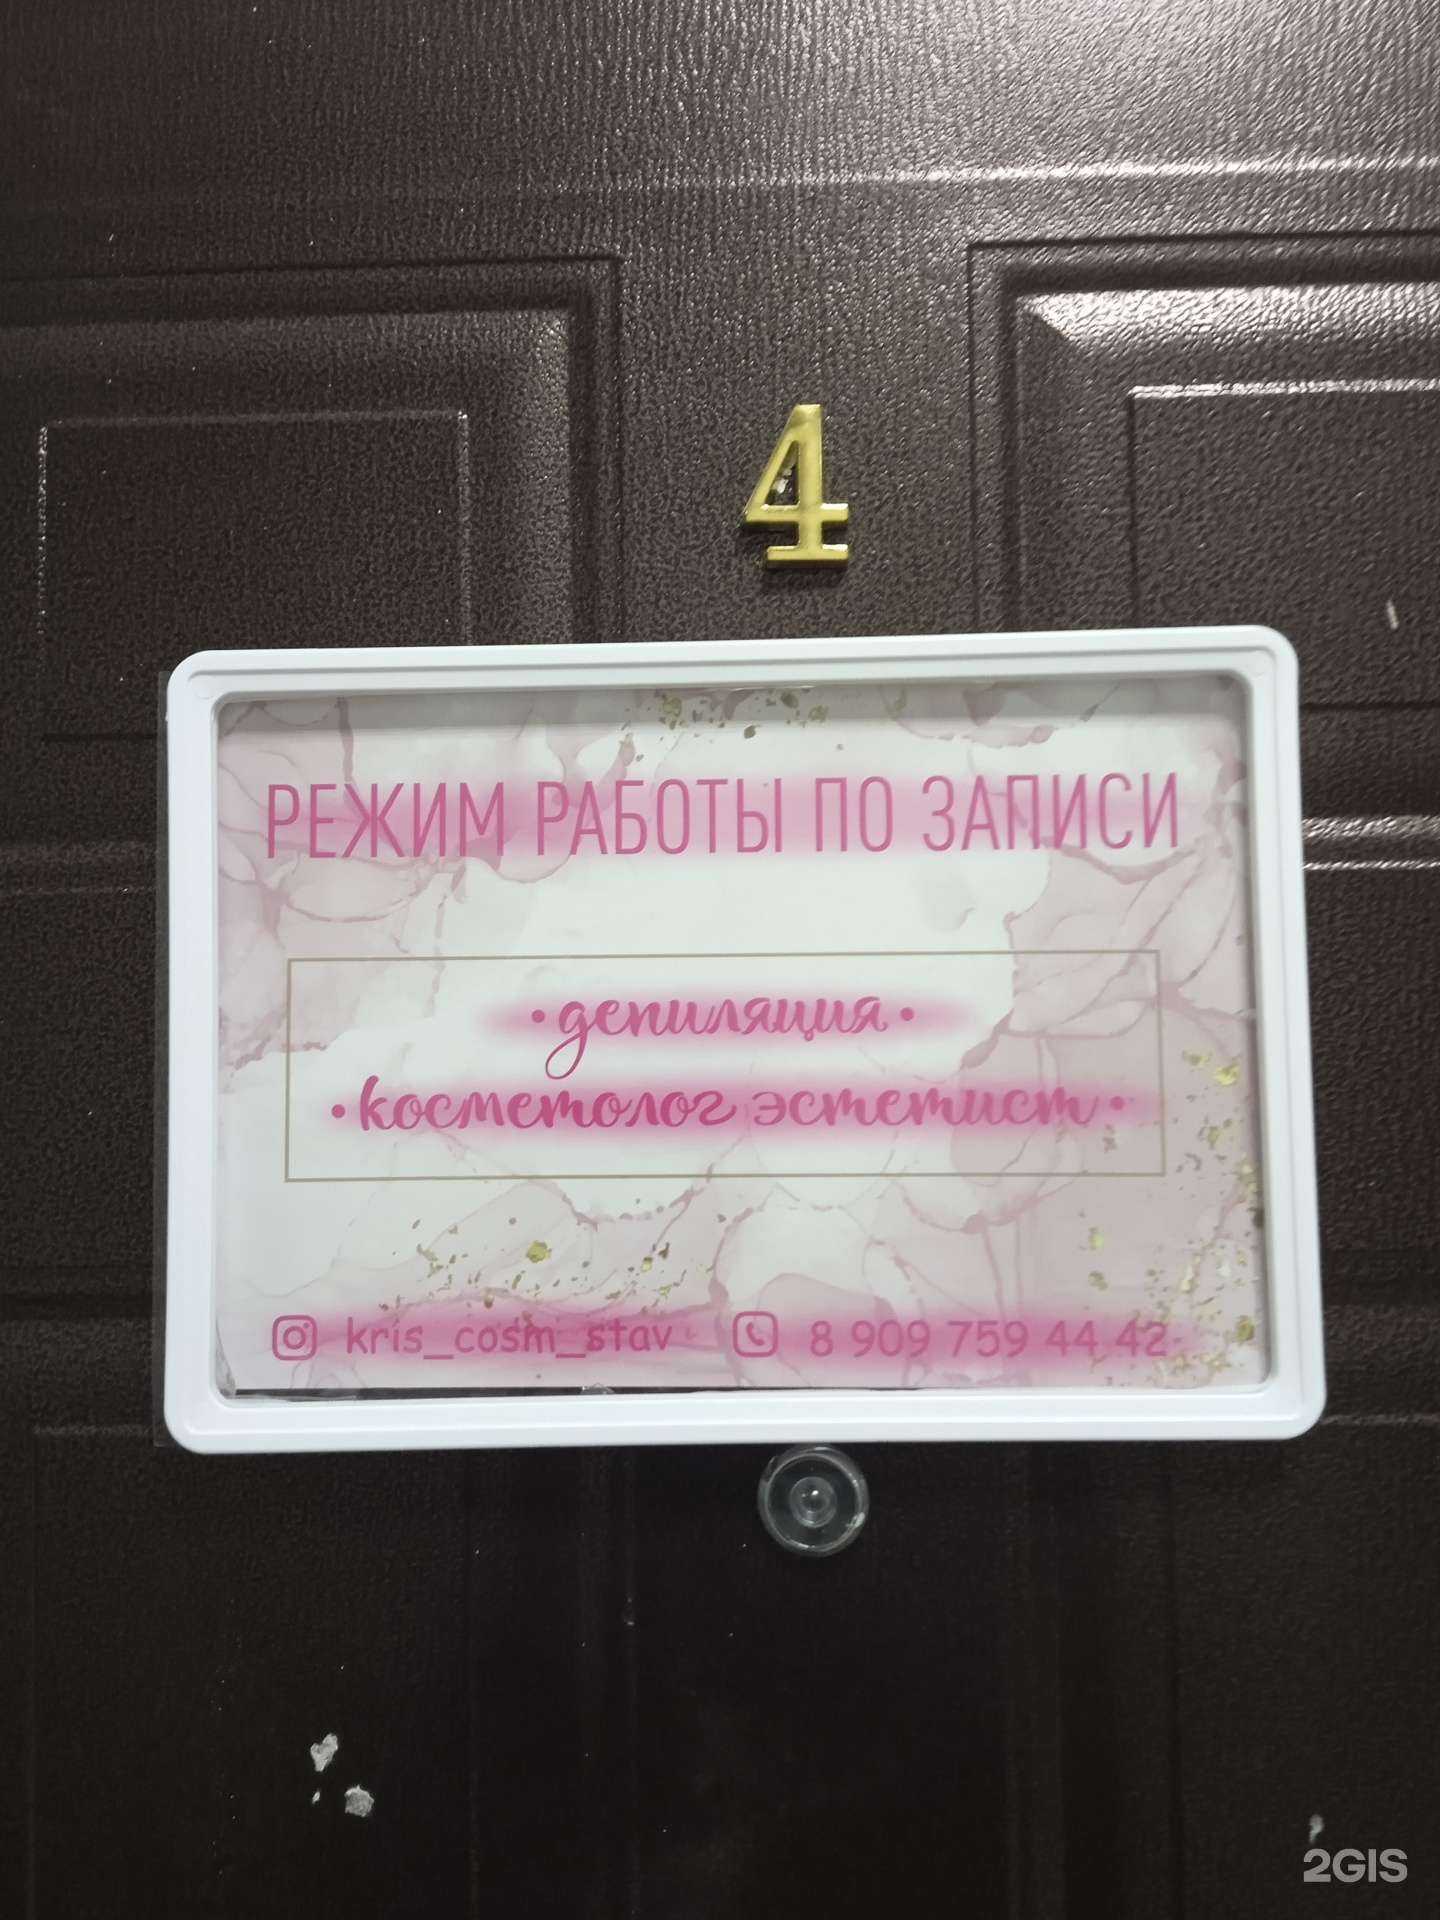 4
РЕЖИМ РАБОТЫ ПО ЗАПИСИ
• депиляция •
• косметолог эстетист •
kris_cosm_stav 8 909 759 44 42
2GIS